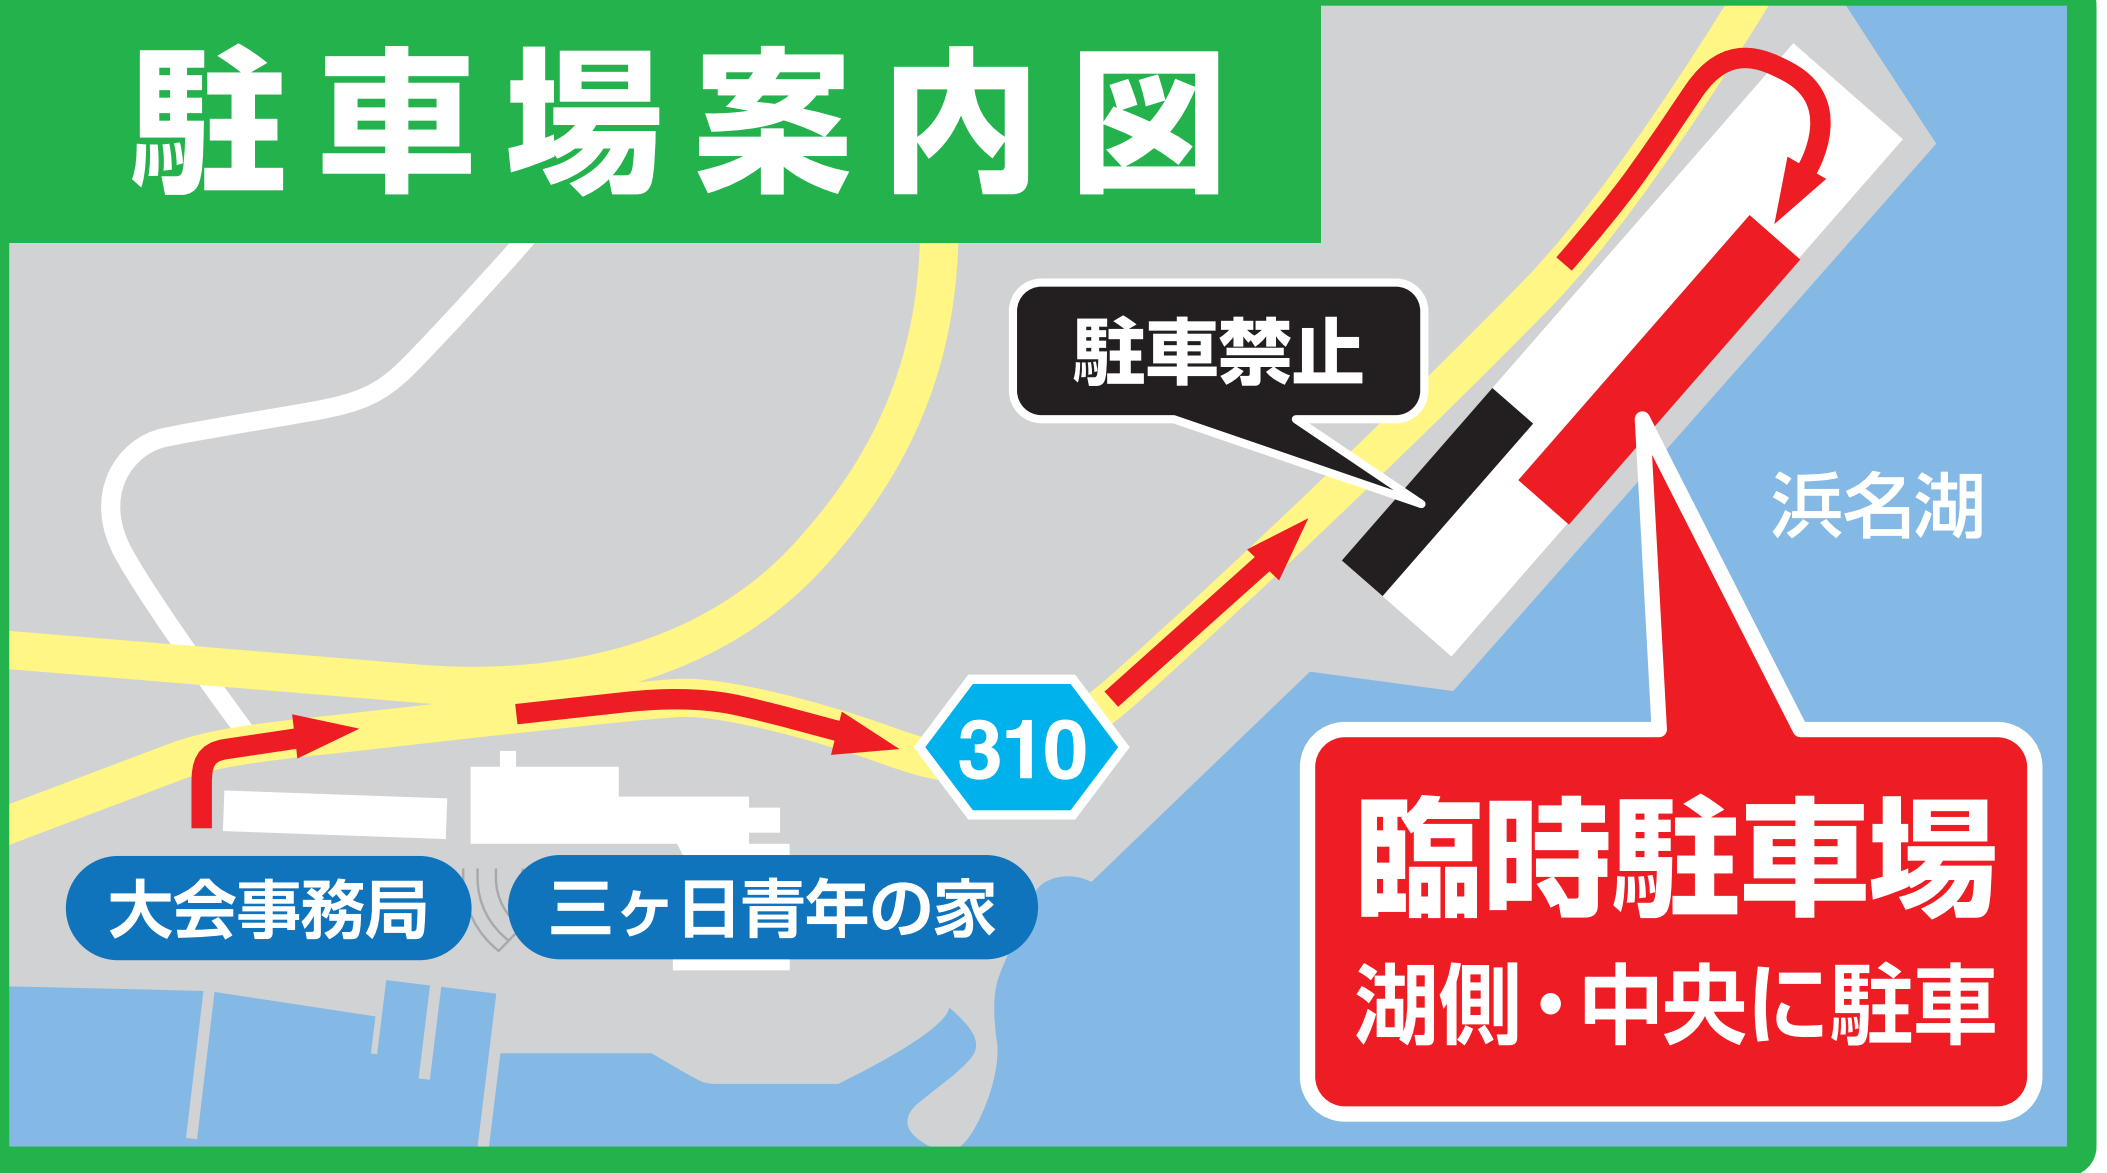 駐車場案内図
駐車禁止
浜名湖
310
大会事務局
三ヶ日青年の家
臨時駐車場
湖側・中央に駐車